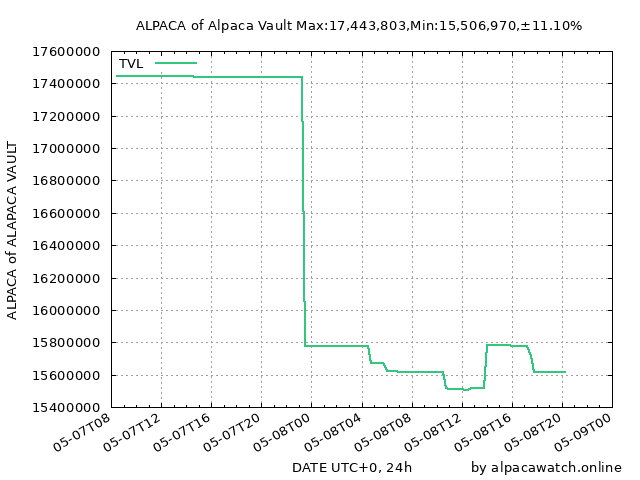 ALPACA of Alpaca Vault Max:17,443,803,Min:15,506,970,±11.10%
TVL
17600000
17400000
17200000
17000000
16800000
16600000
16400000
16200000
16000000
15800000
15600000
15400000
ALPACA of ALAPACA VAULT
05-07T08
05-07T12
05-07T16
05-07T20
05-08T00
05-08T04
05-08T08
05-08T12
05-08T16
05-08T20
05-09T00
DATE UTC+0, 24h
by alpacawatch.online